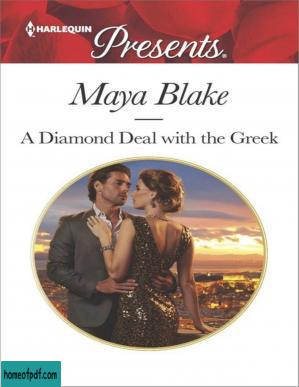 HARLEQUIN
Presents.®
Maya Blake
A Diamond Deal with the Greek
homeofpdf.com